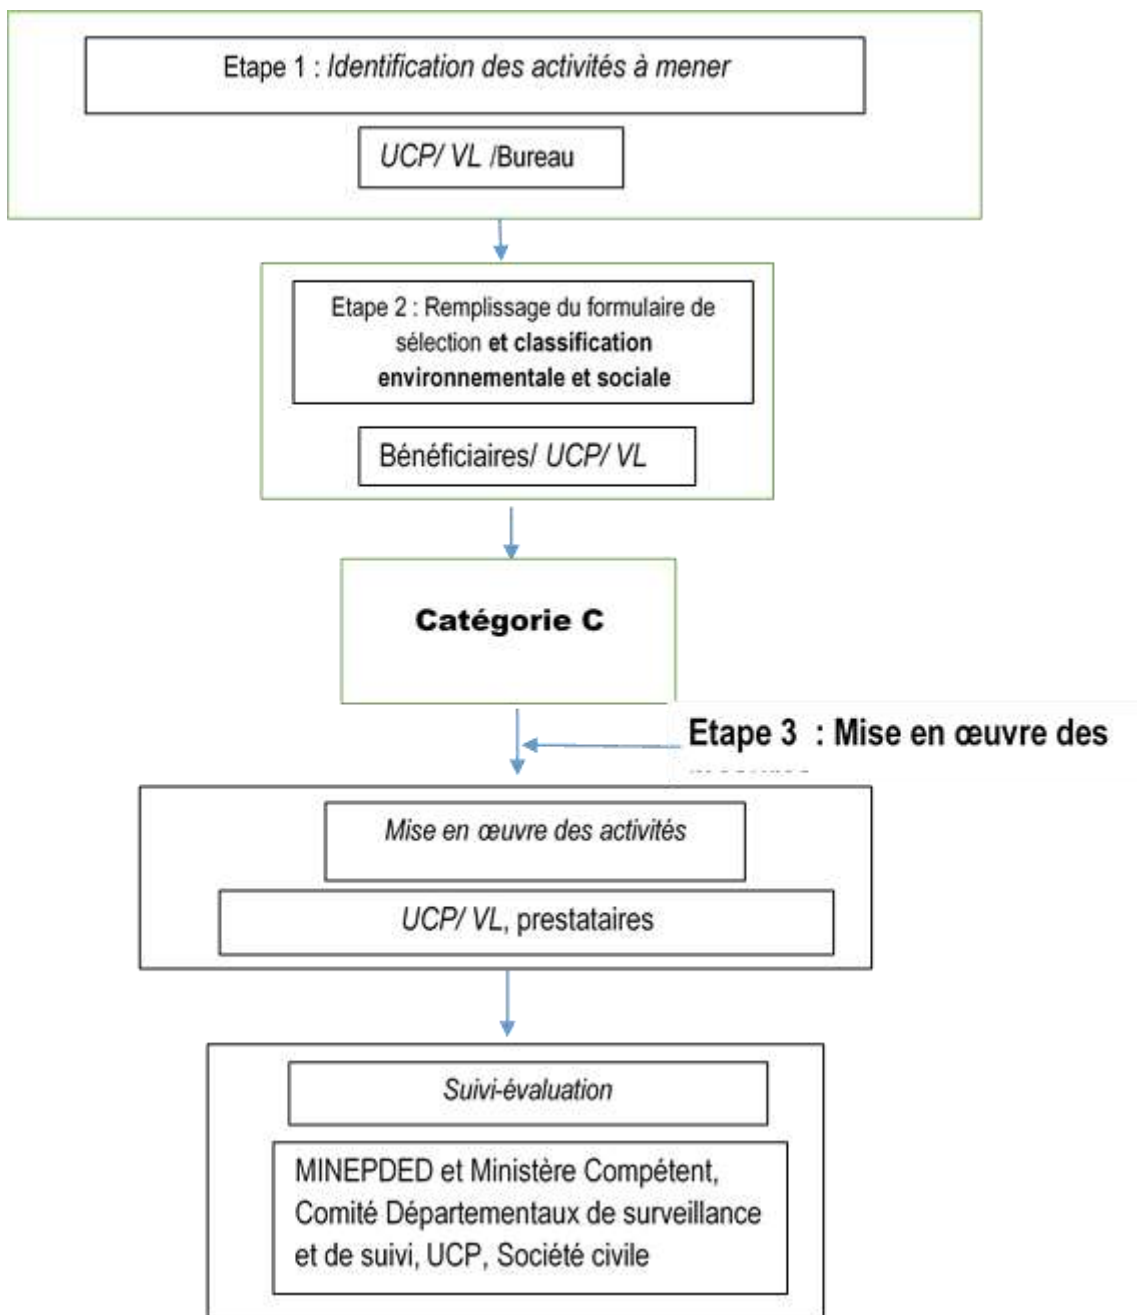 Etape 1 : Identification des activités à mener
UCP/ VL /Bureau
Etape 2 : Remplissage du formulaire de
sélection et classification
environnementale et sociale
Bénéficiaires/ UCP/ VL
Catégorie C
Etape 3 : Mise en œuvre des
Mise en œuvre des activités
UCP/ VL, prestataires
Suivi-évaluation
MINEPDED et Ministère Compétent,
Comité Départementaux de surveillance
et de suivi, UCP, Société civile